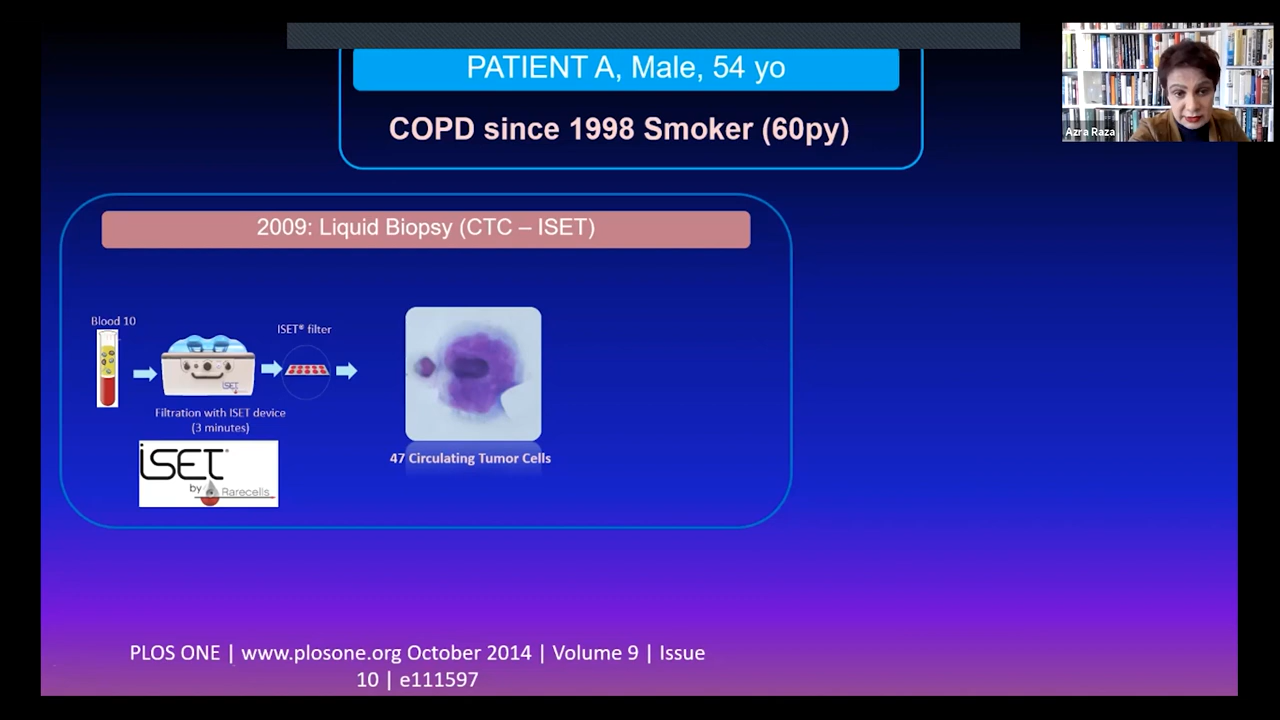 PATIENT A, Male, 54 yo
COPD since 1998 Smoker (60py)
Azra Raza
2009: Liquid Biopsy (CTC – ISET)
Blood 10
ISET® filter
Filtration with ISET device
(3 minutes)
iSET®
by Rarecells
47 Circulating Tumor Cells
PLOS ONE | www.plosone.org October 2014 | Volume 9 | Issue
10 | e111597